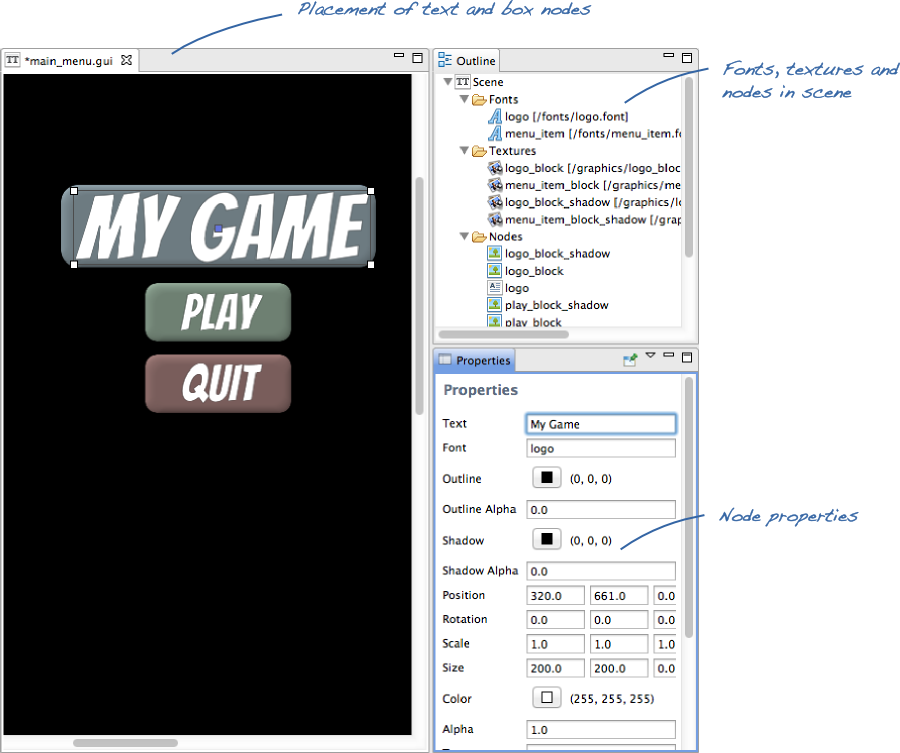 Placement of text and box nodes
*main_menu.gui
MY GAME
PLAY
QUIT
Outline
Scene
Fonts
logo [/fonts/logo.font]
menu_item [/fonts/menu_item.fo
Textures
logo_block [/graphics/logo_bloc
menu_item_block [/graphics/me
logo_block_shadow [/graphics/lo
menu_item_block_shadow [/grap
Nodes
logo_block_shadow
logo_block
logo
play_block_shadow
play_block
Fonts, textures and
nodes in scene
Properties
Properties
Text My Game
Font logo
Outline (0, 0, 0)
Outline Alpha 0.0
Shadow (0, 0, 0)
Shadow Alpha 0.0
Position 320.0 661.0 0.0
Rotation 0.0 0.0 0.0
Scale 1.0 1.0 1.0
Size 200.0 200.0 0.0
Color (255, 255, 255)
Alpha 1.0
Node properties